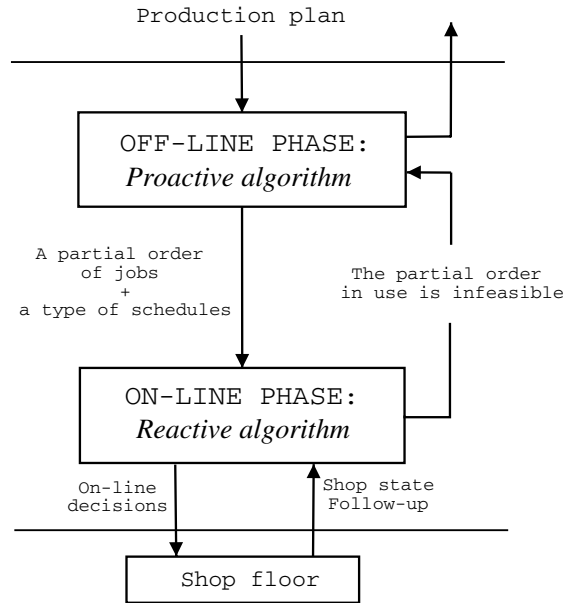 Production plan
OFF-LINE PHASE:
Proactive algorithm
A partial order
of jobs
+
a type of schedules
The partial order
in use is infeasible
ON-LINE PHASE:
Reactive algorithm
On-line
decisions
Shop state
Follow-up
Shop floor